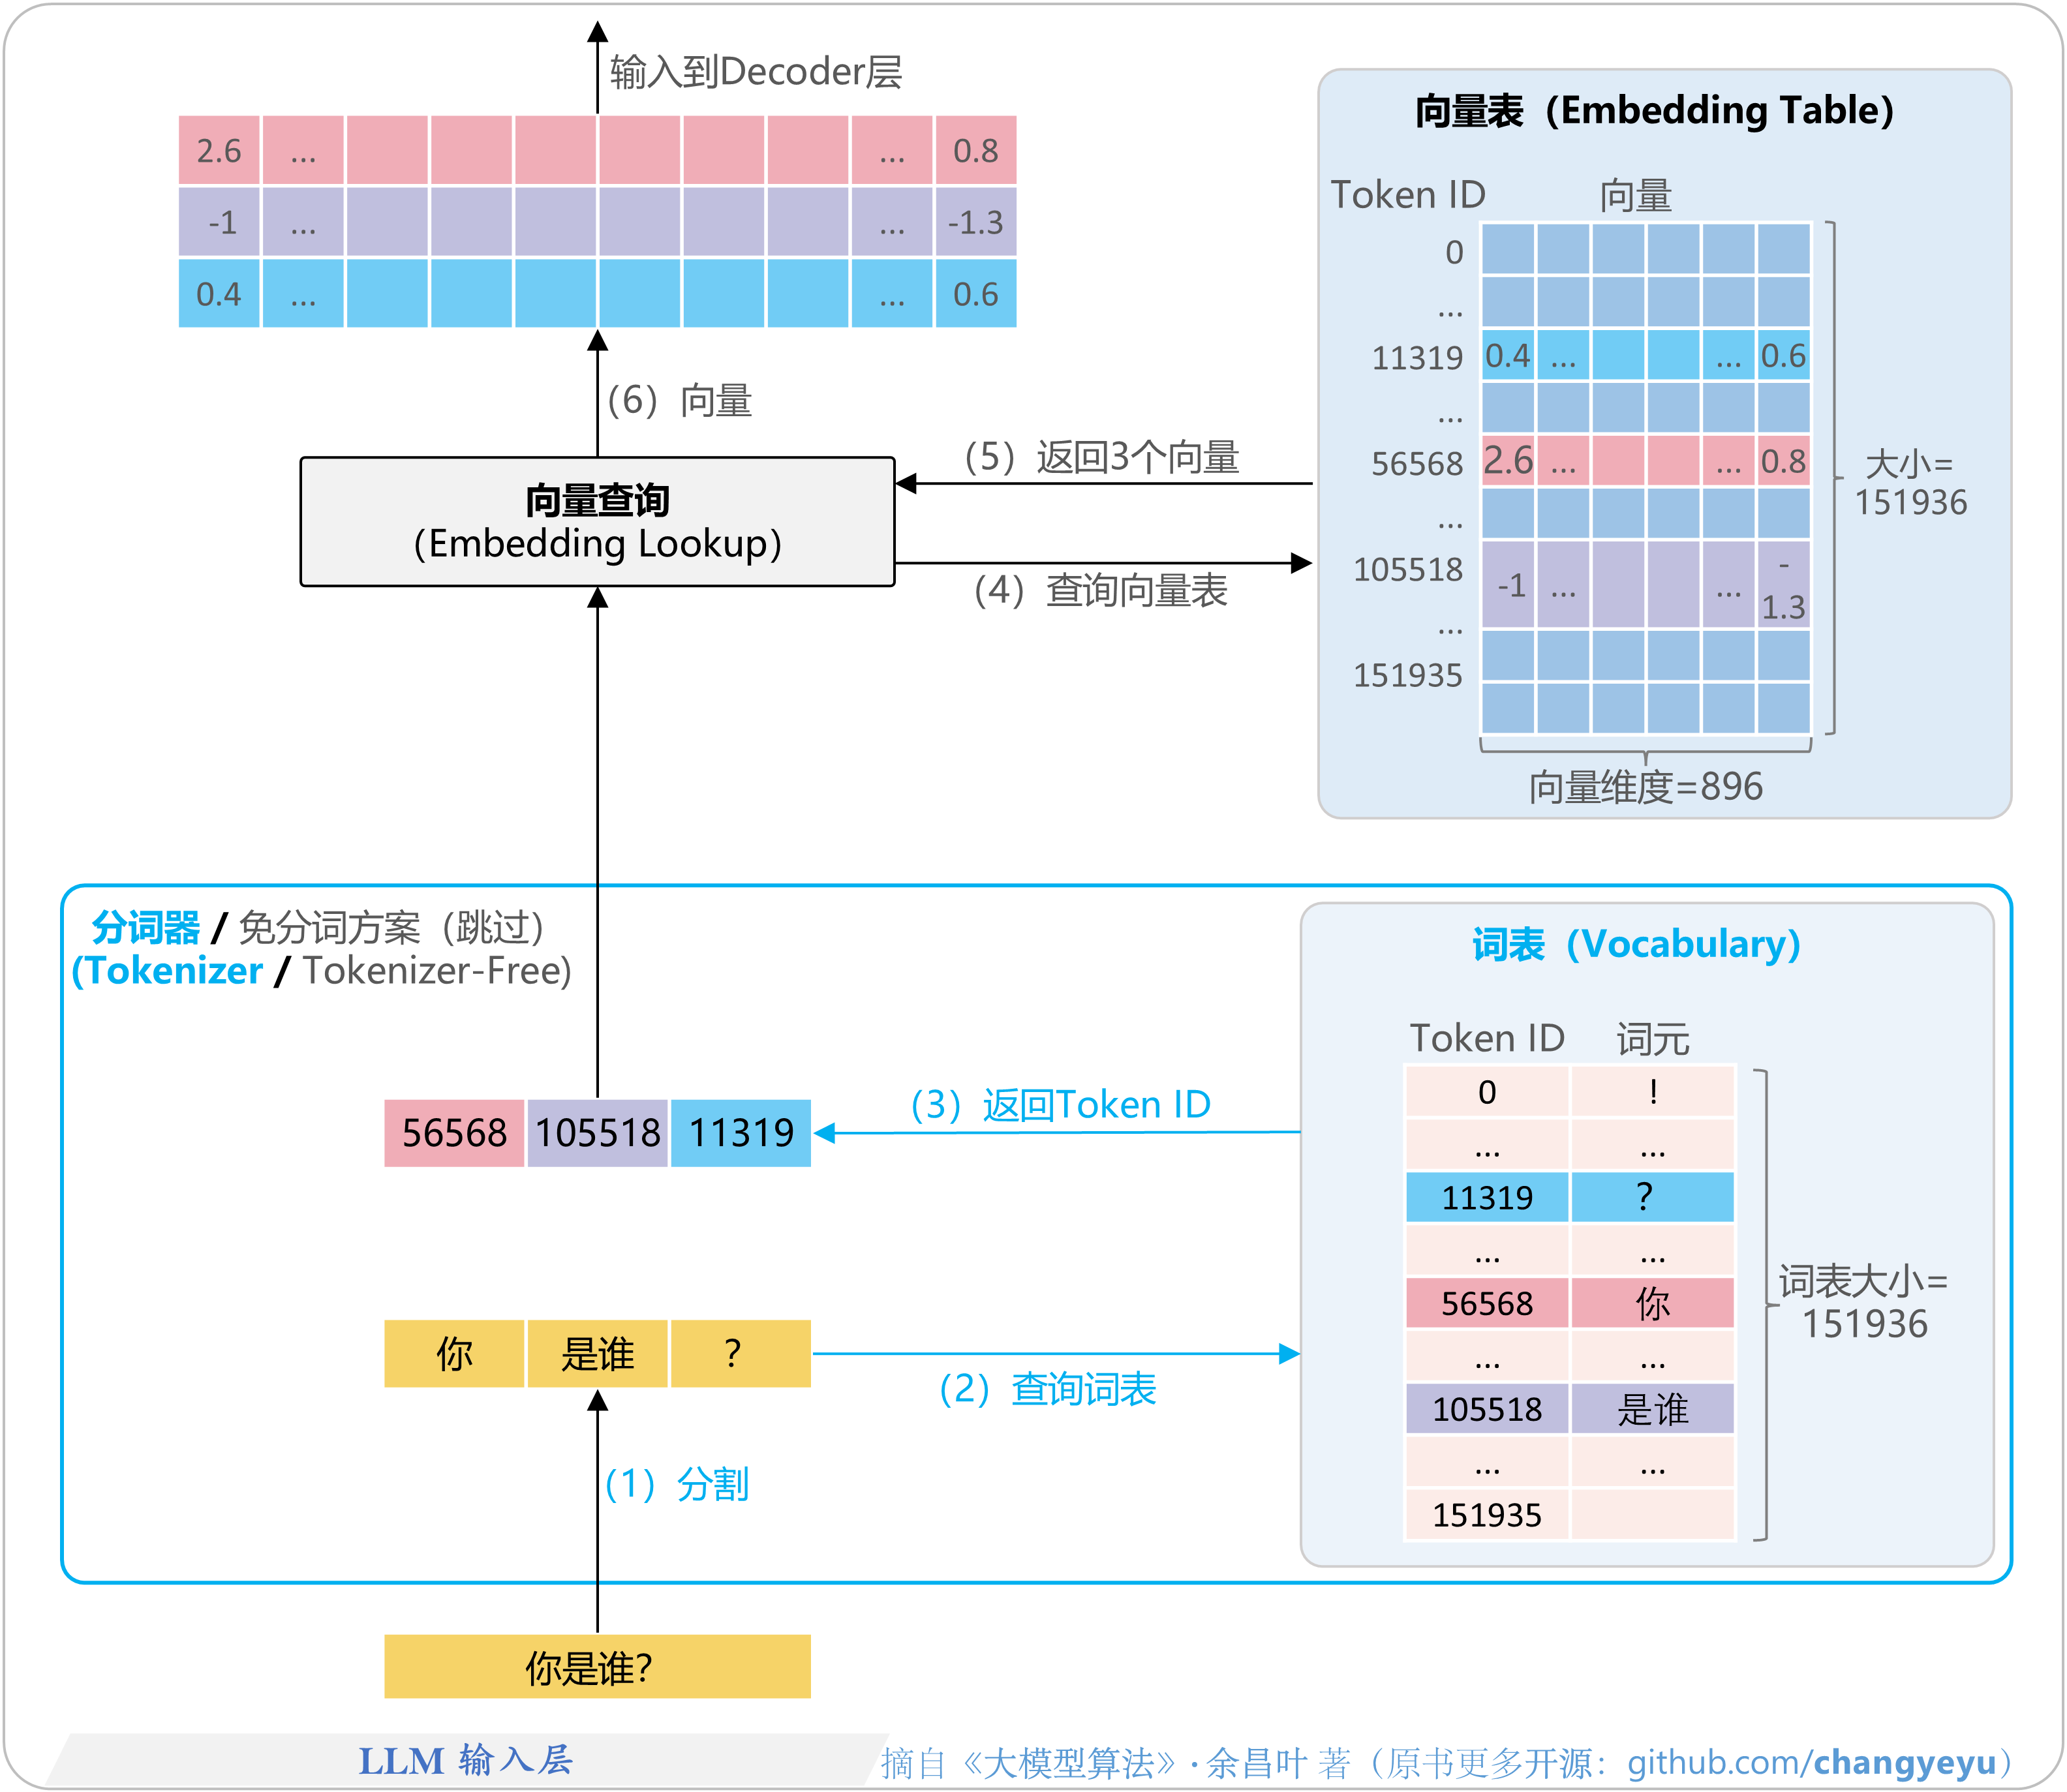 输入到Decoder层
2.6 ... ... 0.8
-1 ... ... -1.3
0.4 ... ... 0.6
(6) 向量
向量查询
（Embedding Lookup）
（5）返回3个向量
（4）查询向量表
向量表（Embedding Table）
Token ID 向量
0
...
11319 0.4 ... ... 0.6
...
56568 2.6 ... ... 0.8
...
105518 -1 ... ... -
1.3
...
151935
大小=
151936
向量维度=896
分词器 / 免分词方案（跳过）
(Tokenizer / Tokenizer-Free)
词表（Vocabulary）
Token ID 词元
0 !
... ...
11319 ？
... ...
56568 你
... ...
105518 是谁
... ...
151935
词表大小=
151936
（3）返回Token ID
56568 105518 11319
你 是谁 ？
（2）查询词表
（1）分割
你是谁？
LLM 输入层
摘自《大模型算法》· 余昌叶 著（原书更多开源：github.com/changyeyu）